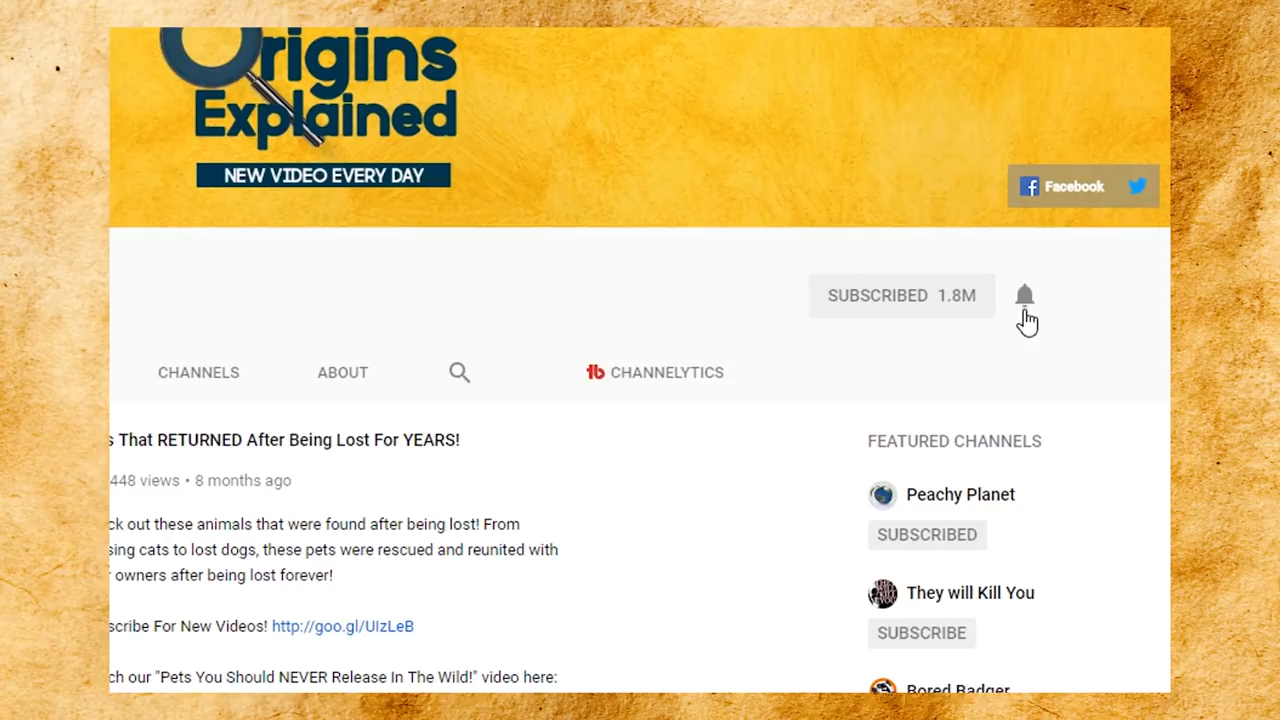 Origins
Explained
NEW VIDEO EVERY DAY
Facebook
SUBSCRIBED 1.8M
CHANNELS
ABOUT
CHANNELYTICS
s That RETURNED After Being Lost For YEARS!
448 views • 8 months ago
ck out these animals that were found after being lost! From
sing cats to lost dogs, these pets were rescued and reunited with
r owners after being lost forever!
scribe For New Videos! http://goo.gl/UIzLeB
ch our "Pets You Should NEVER Release In The Wild!" video here:
FEATURED CHANNELS
Peachy Planet
SUBSCRIBED
They will Kill You
SUBSCRIBE
Bored Badger